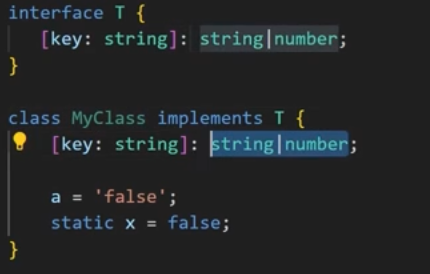 interface T {
[key: string]: string|number;
}
class MyClass implements T {
[key: string]: string|number;
a = 'false';
static x = false;
}